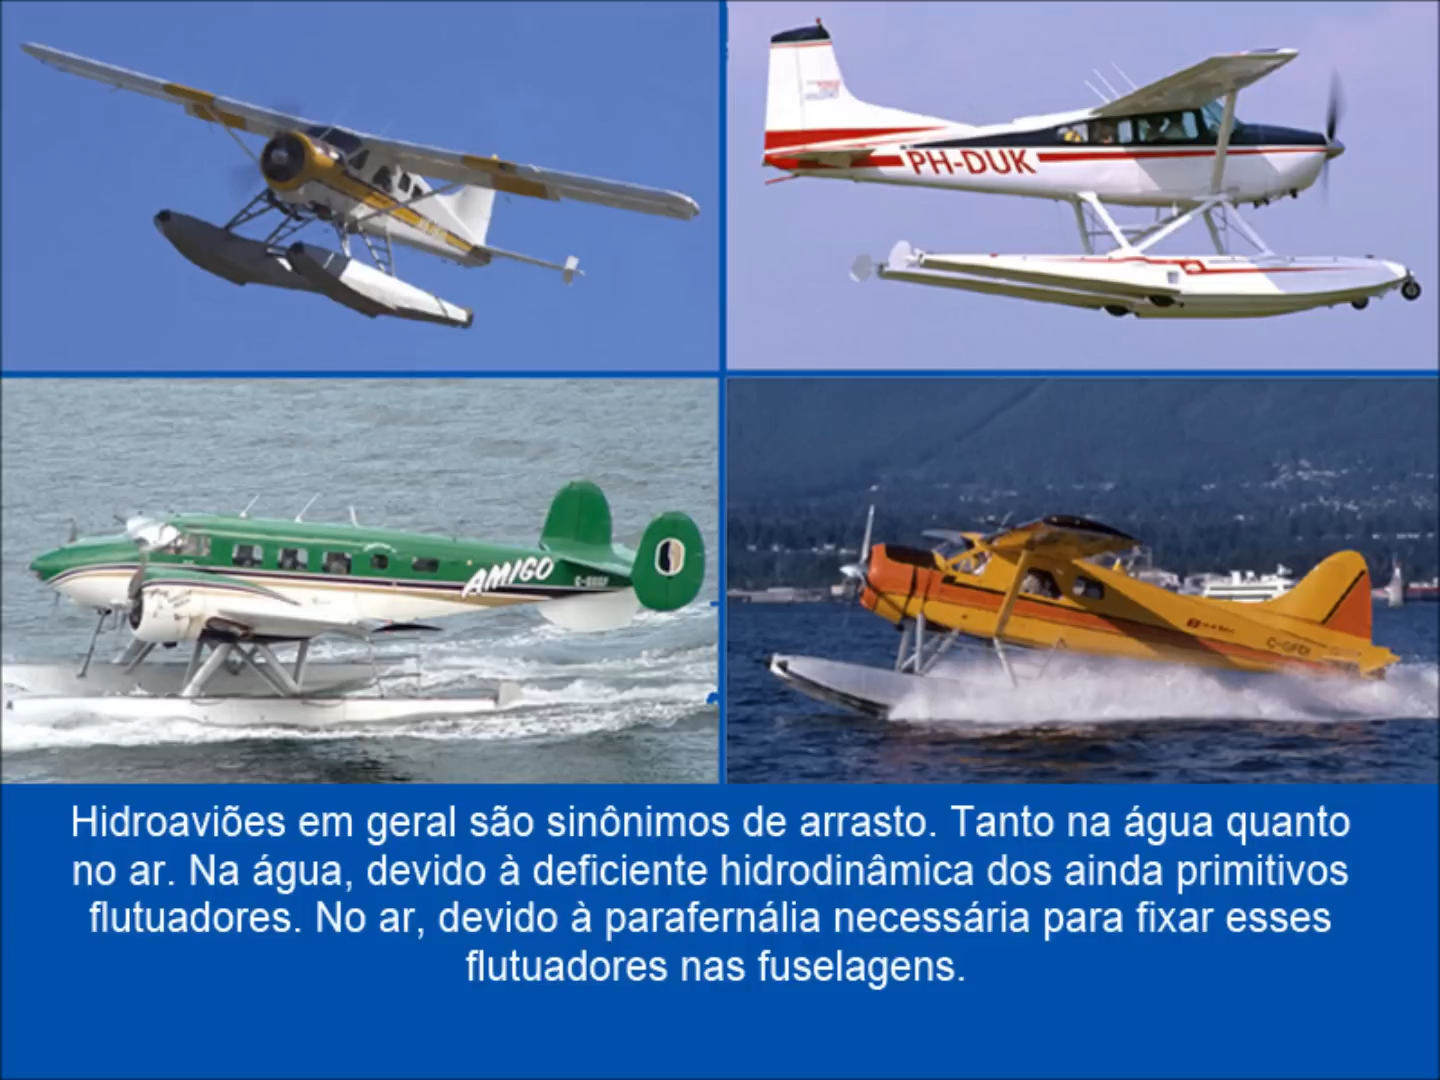 PH-DUK
AMIGO
Hidroaviões em geral são sinônimos de arrasto. Tanto na água quanto
no ar. Na água, devido à deficiente hidrodinâmica dos ainda primitivos
flutuadores. No ar, devido à parafernália necessária para fixar esses
flutuadores nas fuselagens.